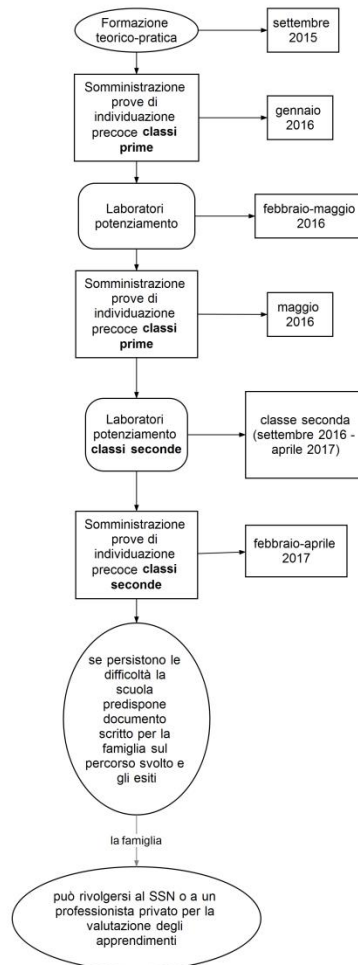 Formazione
teorico-pratica
settembre
2015
Somministrazione
prove di
individuazione
precoce classi
prime
gennaio
2016
Laboratori
potenziamento
febbraio-maggio
2016
Somministrazione
prove di
individuazione
precoce classi
prime
maggio
2016
Laboratori
potenziamento
classi seconde
classe seconda
(settembre 2016 -
aprile 2017)
Somministrazione
prove di
individuazione
precoce classi
seconde
febbraio-aprile
2017
se persistono le
difficoltà la
scuola
predispone
documento
scritto per la
famiglia sul
percorso svolto e
gli esiti
la famiglia
può rivolgersi al SSN o a un
professionista privato per la
valutazione degli
apprendimenti